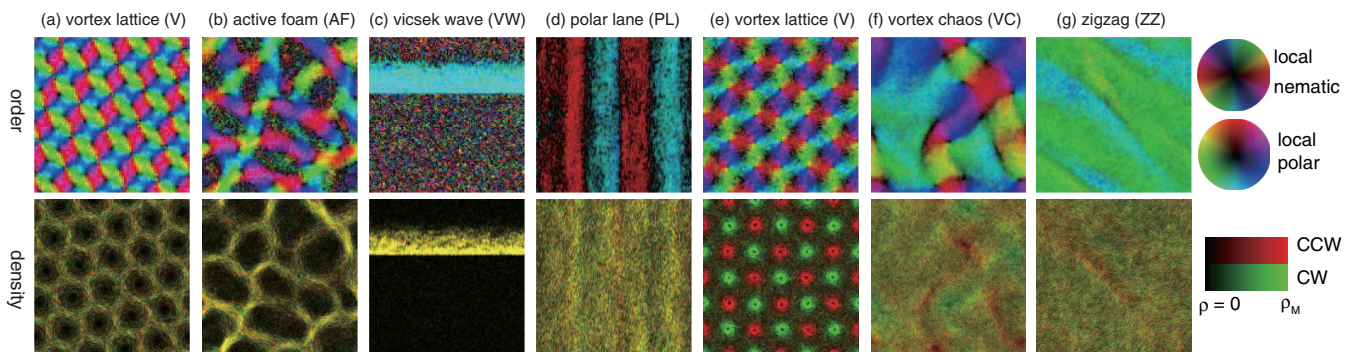 (a) vortex lattice (V)
(b) active foam (AF)
(c) vicsek wave (VW)
(d) polar lane (PL)
(e) vortex lattice (V)
(f) vortex chaos (VC)
(g) zigzag (ZZ)
order
local
nematic
local
polar
density
CCW
CW
ρ = 0
ρM